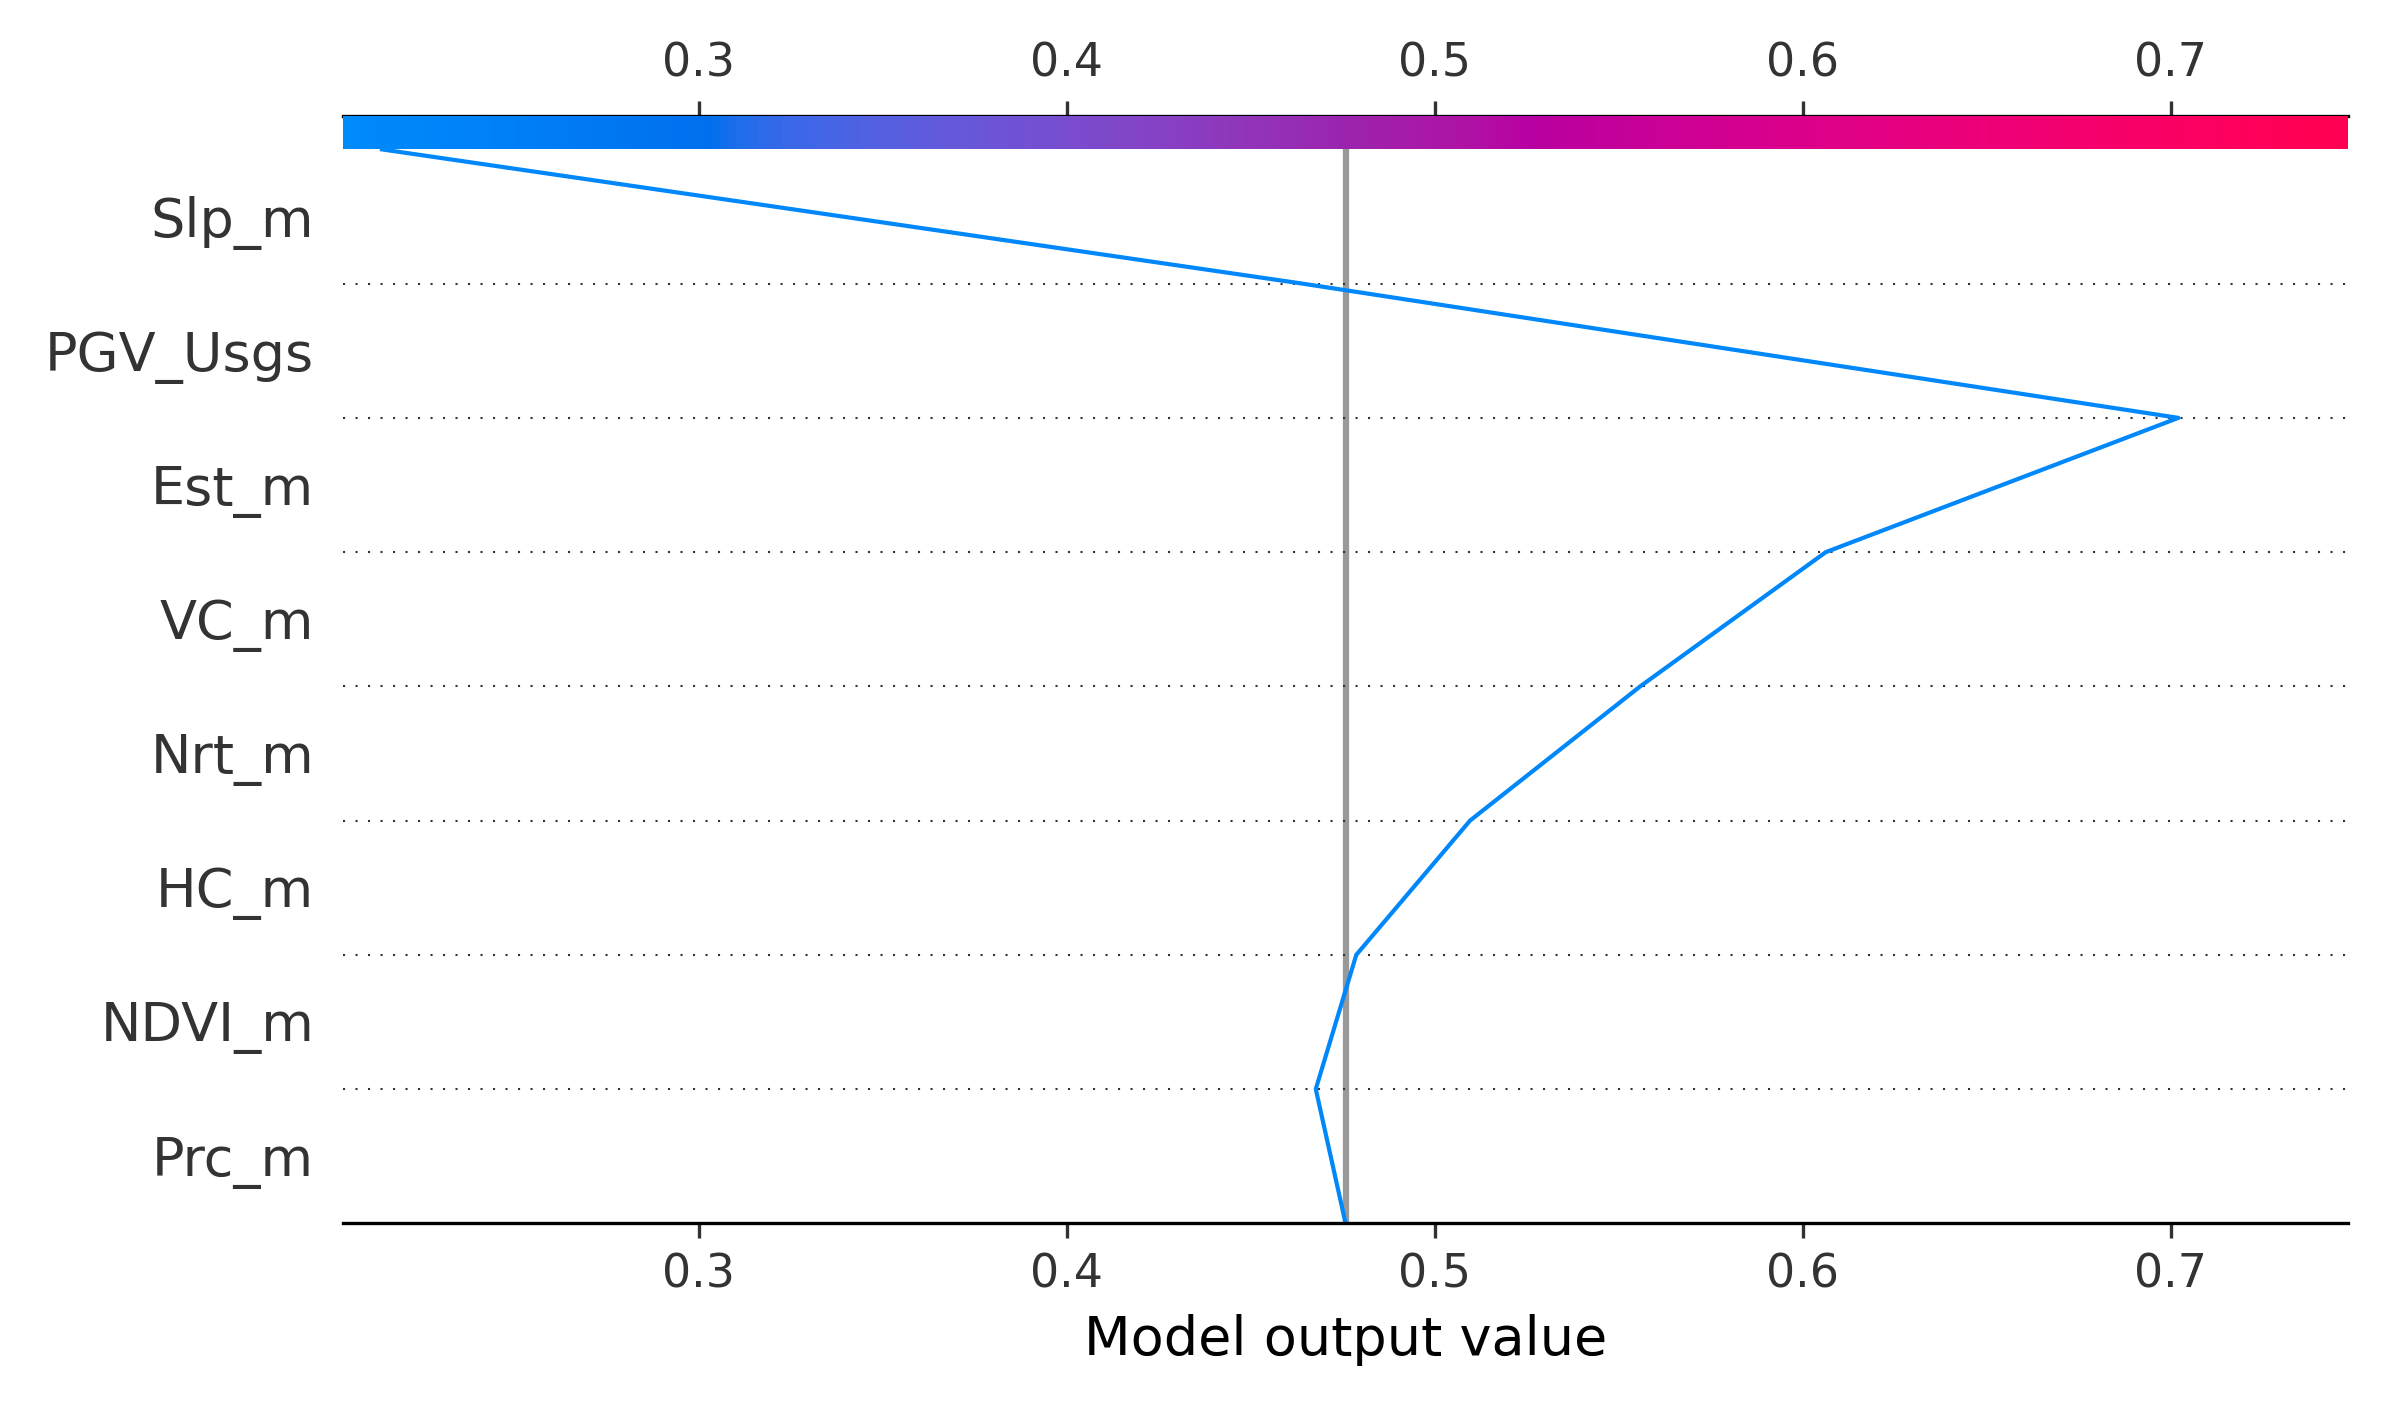 0.3 0.4 0.5 0.6 0.7
Slp_m
PGV_Usgs
Est_m
VC_m
Nrt_m
HC_m
NDVI_m
Prc_m
0.3 0.4 0.5 0.6 0.7
Model output value